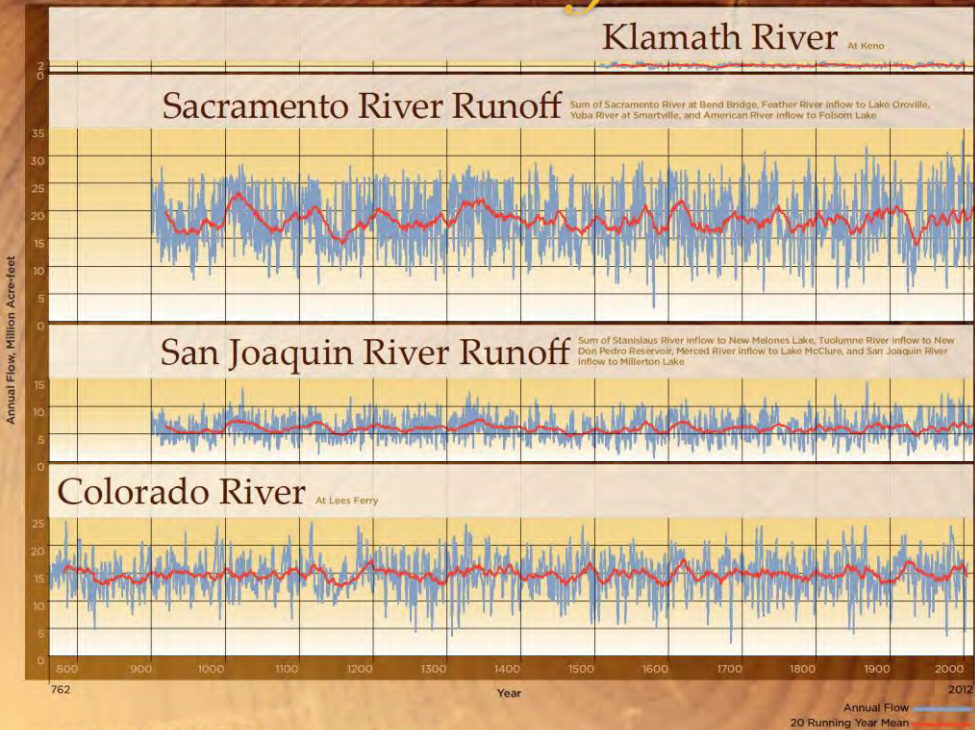 Klamath River At Keno
2
0
Sacramento River Runoff
Sum of Sacramento River at Bend Bridge, Feather River inflow to Lake Oroville,
Yuba River at Smartville, and American River inflow to Folsom Lake
35
30
25
20
15
10
5
0
San Joaquin River Runoff
Sum of Stanislaus River inflow to New Melones Lake, Tuolumne River inflow to New
Don Pedro Reservoir, Merced River inflow to Lake McClure, and San Joaquin River
inflow to Millerton Lake
15
10
5
0
Colorado River At Lees Ferry
25
20
15
10
5
0
Annual Flow, Million Acre-feet
800 900 1000 1100 1200 1300 1400 1500 1600 1700 1800 1900 2000
762 2012
Year
Annual Flow
20 Running Year Mean